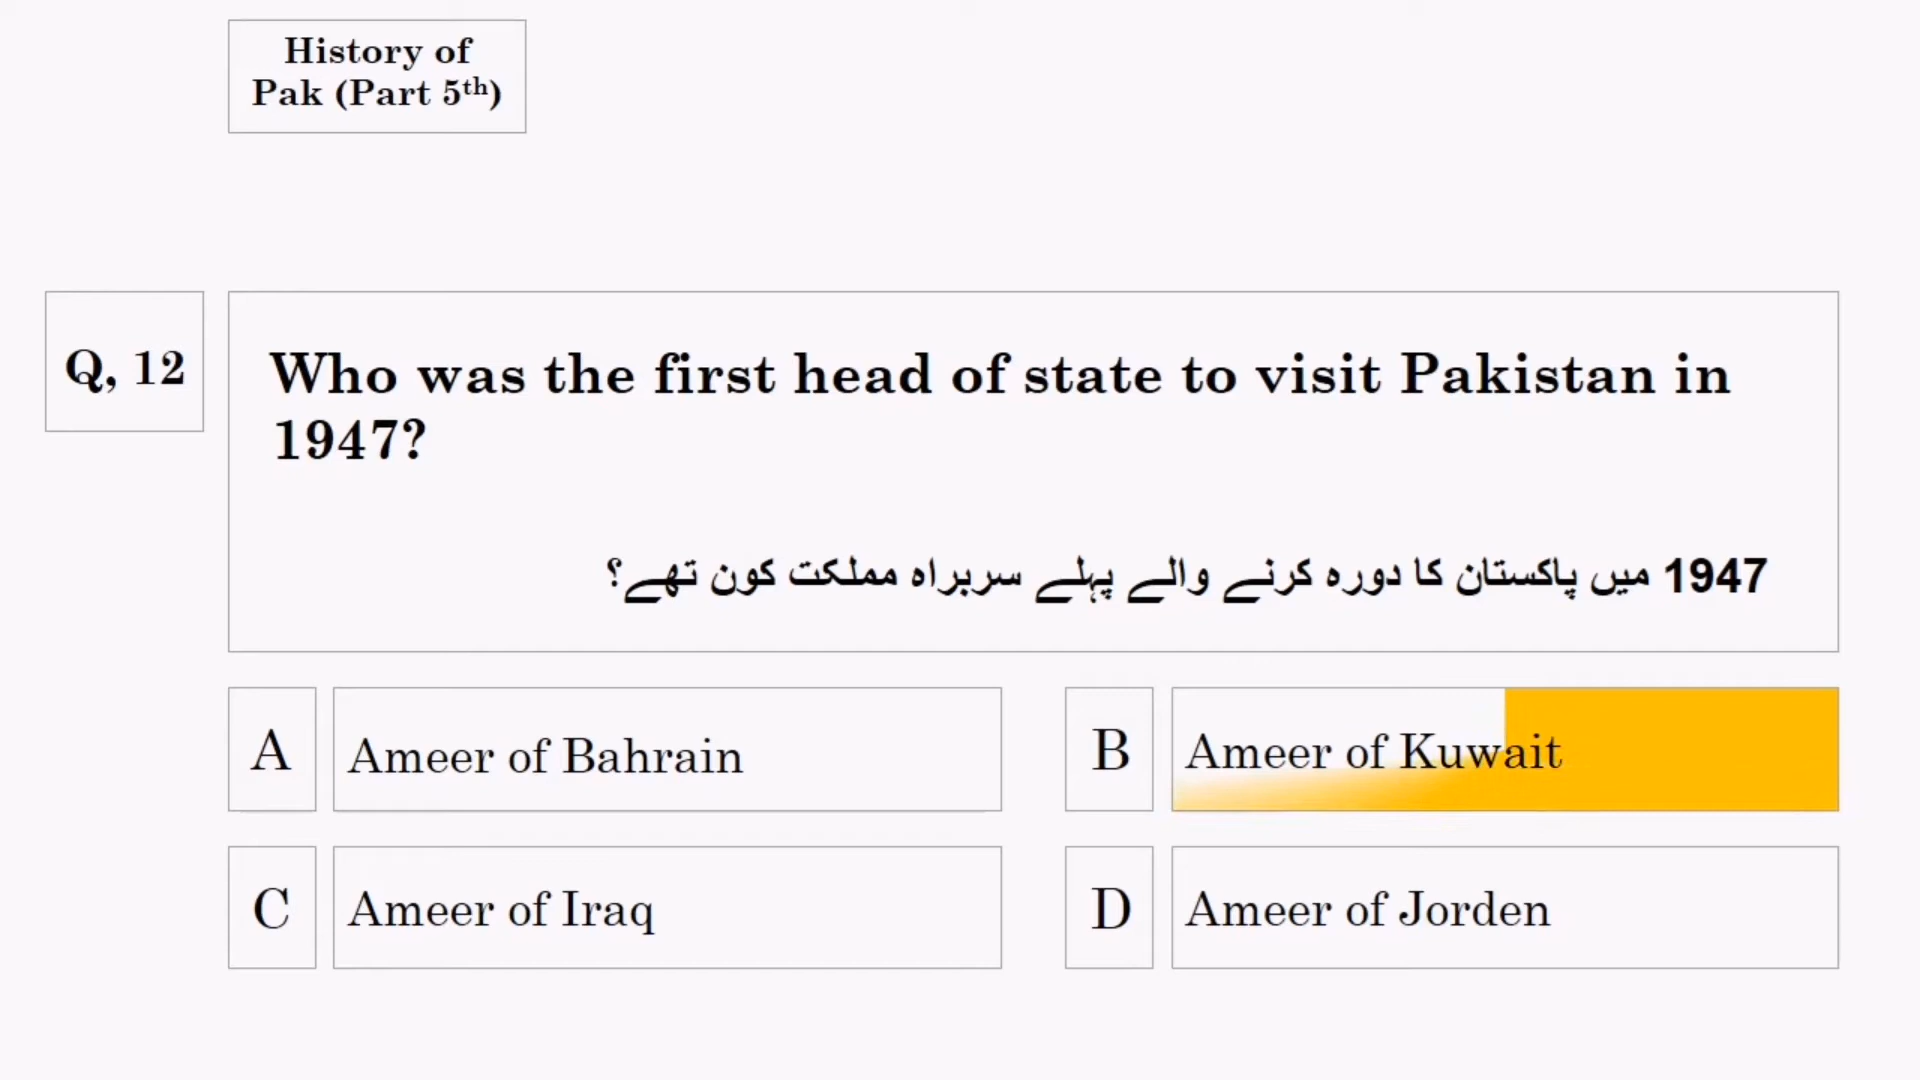 History of
Pak (Part 5th)
Q, 12
Who was the first head of state to visit Pakistan in
1947?
1947 میں پاکستان کا دورہ کرنے والے پہلے سربراہ مملکت کون تھے؟
A
Ameer of Bahrain
B
Ameer of Kuwait
C
Ameer of Iraq
D
Ameer of Jorden